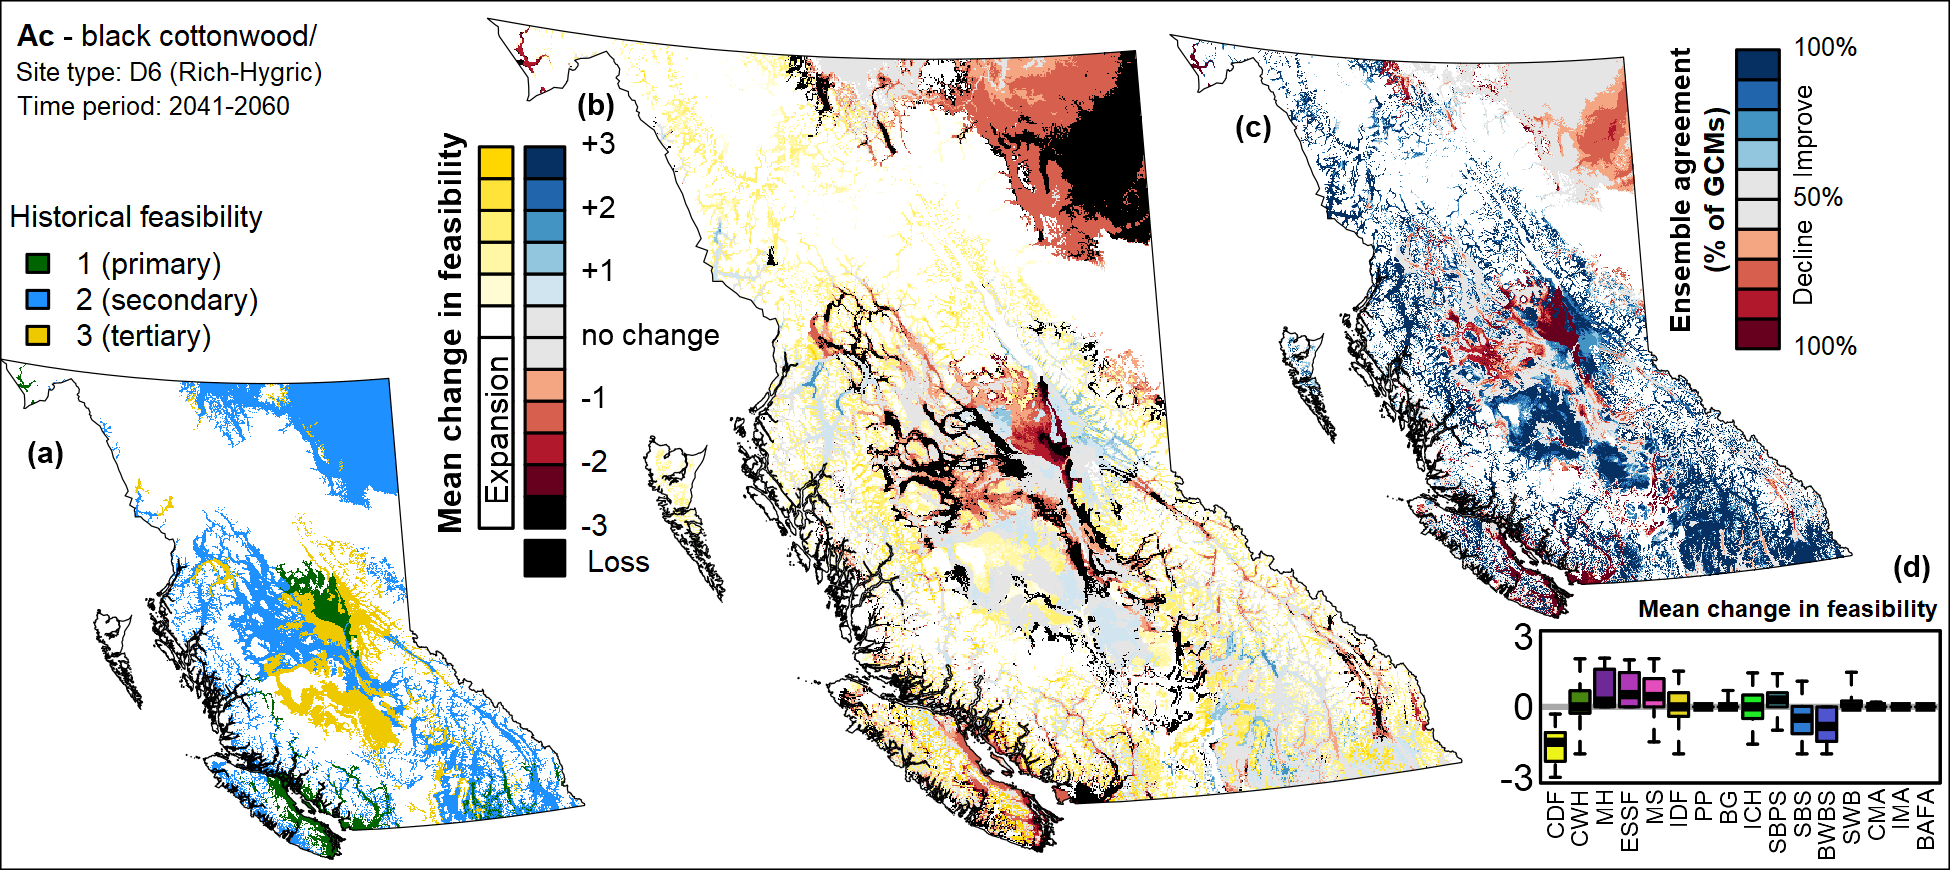 Ac - black cottonwood/
Site type: D6 (Rich-Hygric)
Time period: 2041-2060
Historical feasibility
1 (primary)
2 (secondary)
3 (tertiary)
(a)
(b)
Mean change in feasibility
Expansion
+3
+2
+1
no change
-1
-2
-3
Loss
(c)
Ensemble agreement
(% of GCMs)
100%
Improve
50%
Decline
100%
(d)
Mean change in feasibility
3
0
-3
CDF
CWH
MH
ESSF
MS
IDF
PP
BG
ICH
SBPS
SBS
BWBS
SWB
CMA
IMA
BAFA